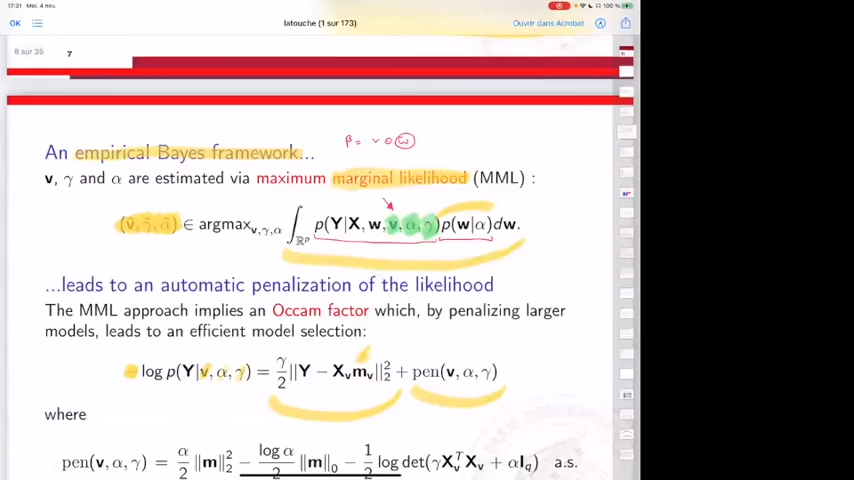 17:31 Mer. 4 nov.
100 %
OK
latouche (1 sur 173)
Ouvrir dans Acrobat
8 sur 35
7
β = v ⊙ w
An empirical Bayes framework...
v, γ and α are estimated via maximum marginal likelihood (MML) :
(v̂, γ̂, α̂) ∈ argmax_{v,γ,α} ∫_{ℝ^p} p(Y|X, w, v, α, γ)p(w|α)dw.
...leads to an automatic penalization of the likelihood
The MML approach implies an Occam factor which, by penalizing larger
models, leads to an efficient model selection:
− log p(Y|v, α, γ) = γ/2 ||Y − X_v m_v||²₂ + pen(v, α, γ)
where
pen(v, α, γ) = α/2 ‖m‖²₂ − log α/2 ‖m‖₀ − 1/2 log det(γX_v^T X_v + αI_q) a.s.